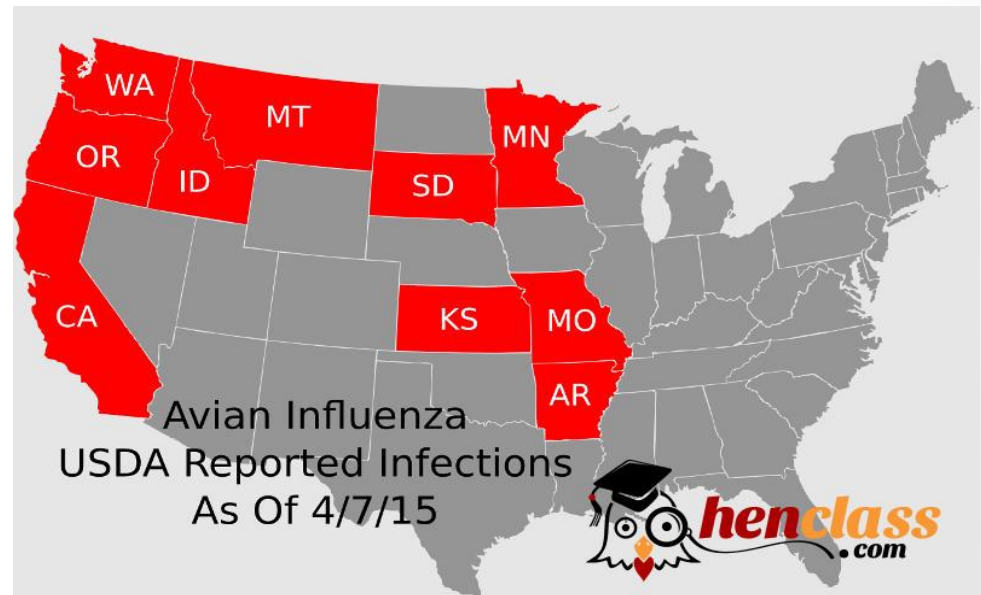 WA
MT
MN
OR
ID
SD
CA
KS
MO
AR
Avian Influenza
USDA Reported Infections
As Of 4/7/15
henclass
.com